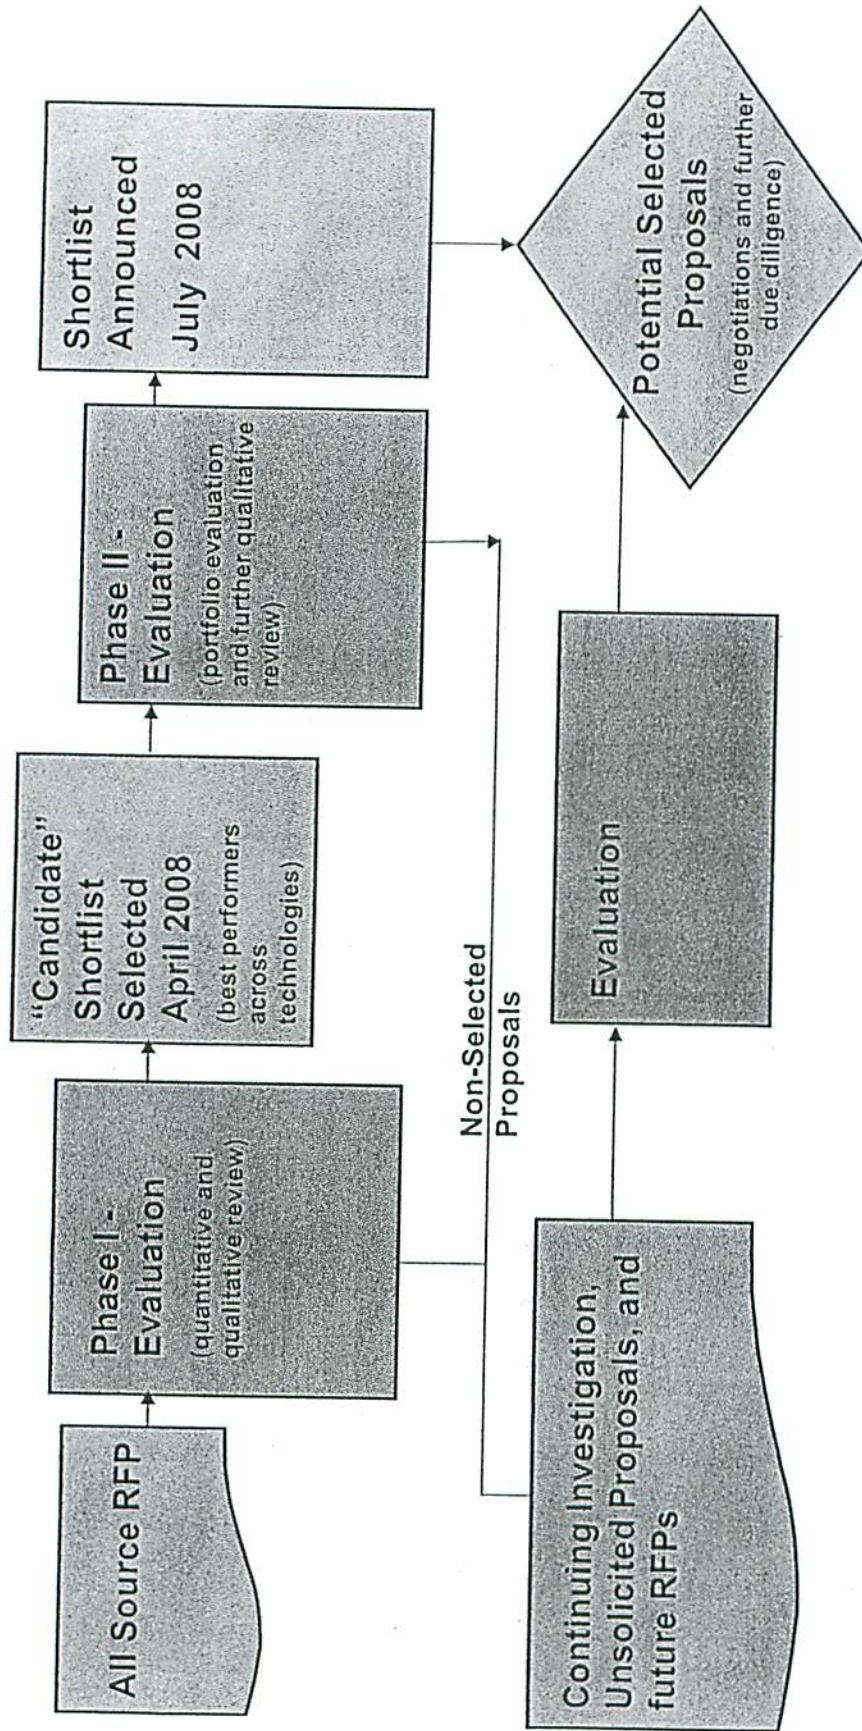 All Source RFP
Phase I -
Evaluation
(quantitative and
qualitative review)
“Candidate”
Shortlist
Selected
April 2008
(best performers
across
technologies)
Phase II -
Evaluation
(portfolio evaluation
and further qualitative
review)
Shortlist
Announced
July 2008
Non-Selected
Proposals
Continuing Investigation,
Unsolicited Proposals, and
future RFPs
Evaluation
Potential Selected
Proposals
(negotiations and further
due diligence)